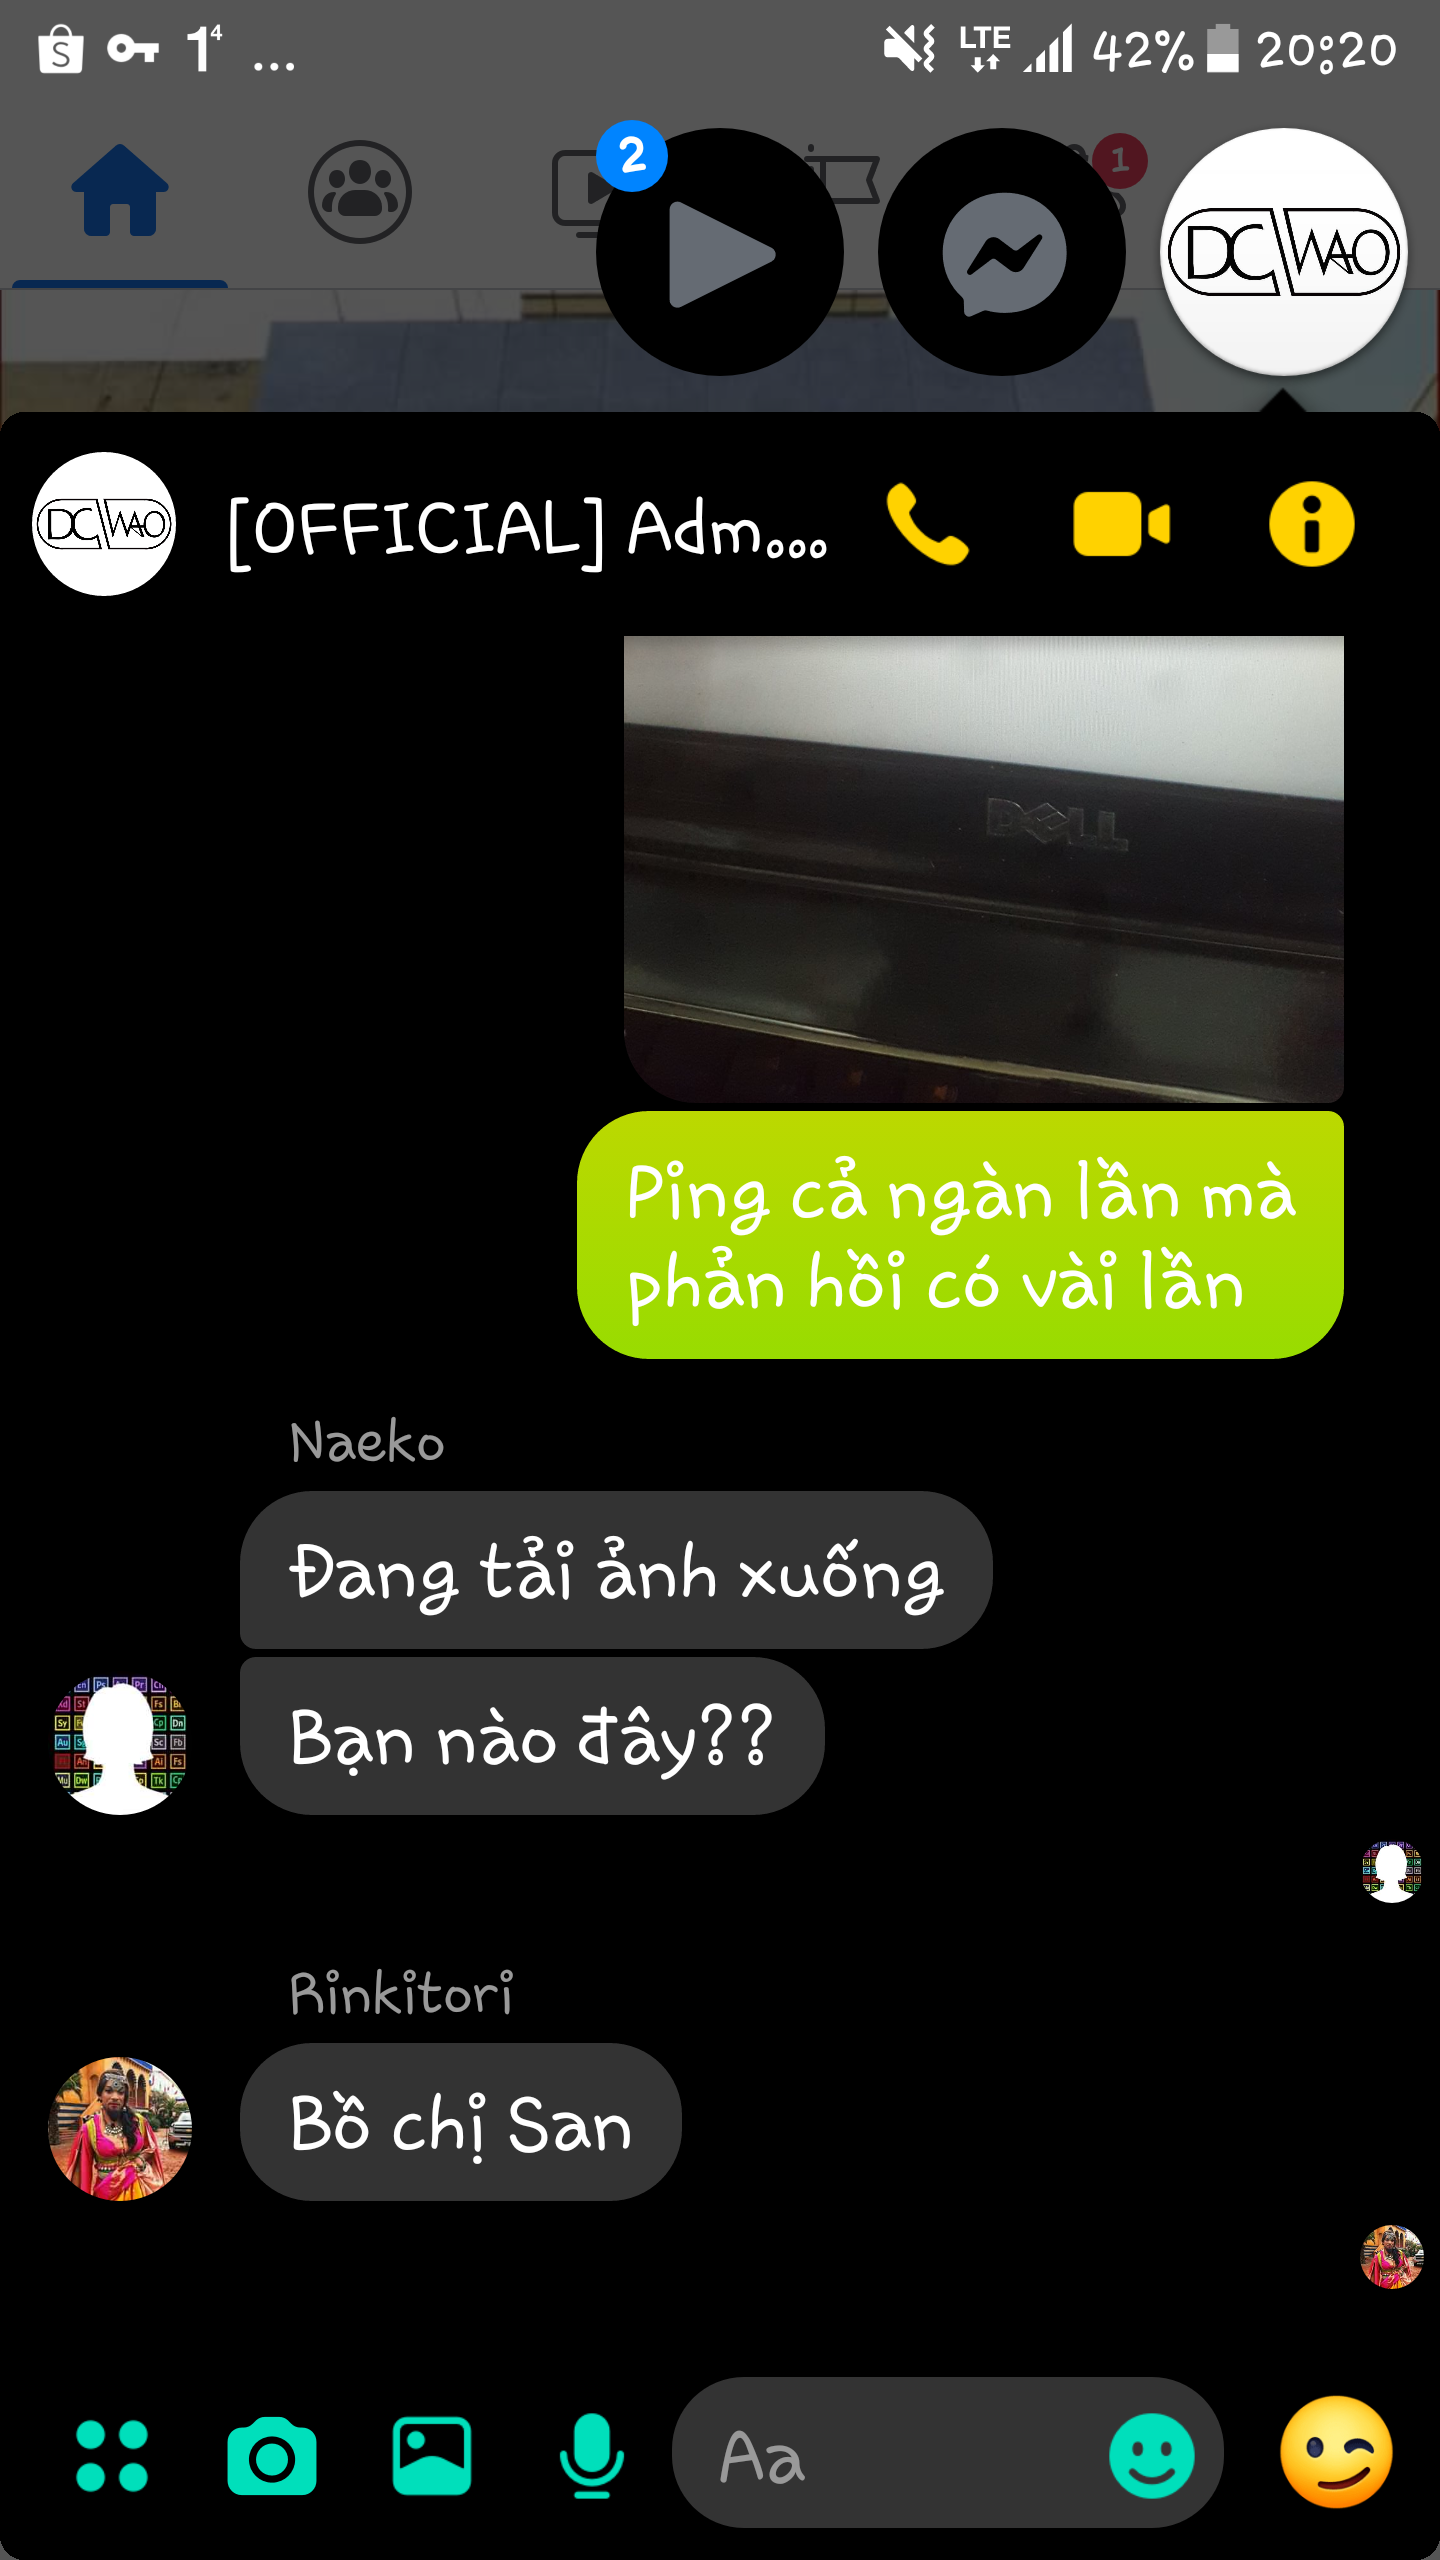 S 1⁴ ... LTE 42% 20:20
2
1
DC WAO
DC WAO [OFFICIAL] Adm...
DELL
Ping cả ngàn lần mà
phản hồi có vài lần
Naeko
Đang tải ảnh xuống
Bạn nào đây??
Rinkitori
Bồ chị San
Aa